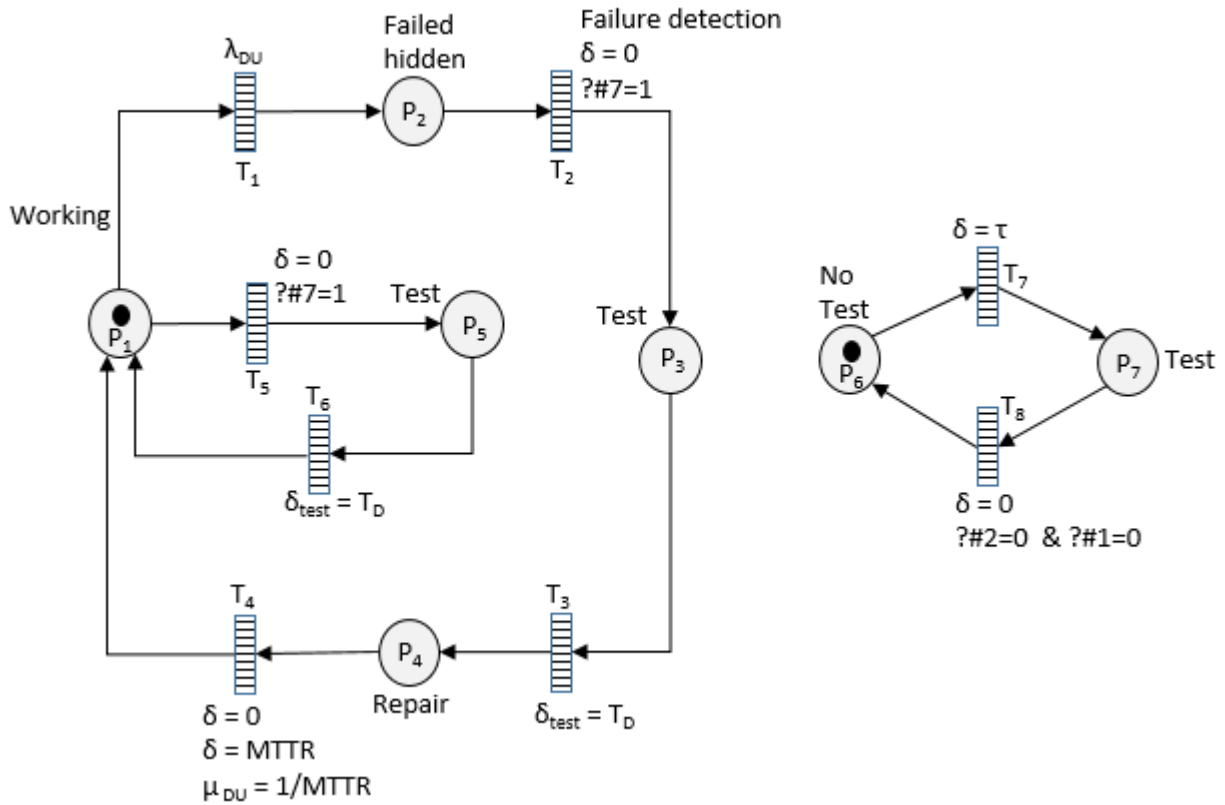 Failed
hidden
Failure detection
δ = 0
?#7=1
λDU
P2
T1
T2
Working
δ = 0
?#7=1
Test
P1
T5
P5
Test
P3
T6
δtest = TD
δ = τ
T7
No
Test
P6
P7
Test
T8
δ = 0
?#2=0 & ?#1=0
T4
T3
P4
Repair
δtest = TD
δ = 0
δ = MTTR
μDU = 1/MTTR